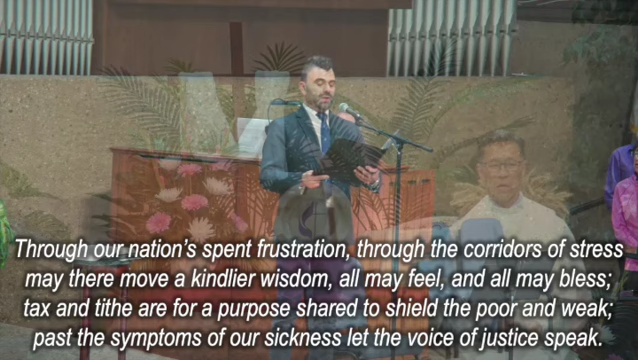 Through our nation's spent frustration, through the corridors of stress
may there move a kindlier wisdom, all may feel, and all may bless;
tax and tithe are for a purpose shared to shield the poor and weak;
past the symptoms of our sickness let the voice of justice speak.